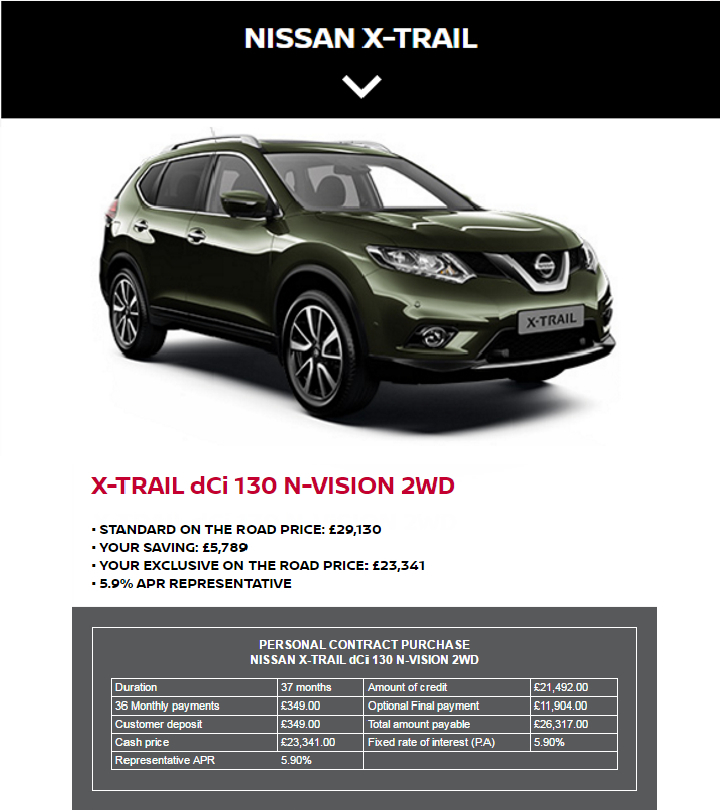 NISSAN X-TRAIL
X-TRAIL
X-TRAIL dCi 130 N-VISION 2WD
▪ STANDARD ON THE ROAD PRICE: £29,130
▪ YOUR SAVING: £5,789
▪ YOUR EXCLUSIVE ON THE ROAD PRICE: £23,341
▪ 5.9% APR REPRESENTATIVE
PERSONAL CONTRACT PURCHASE
NISSAN X-TRAIL dCi 130 N-VISION 2WD
Duration 37 months Amount of credit £21,492.00
36 Monthly payments £349.00 Optional Final payment £11,904.00
Customer deposit £349.00 Total amount payable £26,317.00
Cash price £23,341.00 Fixed rate of interest (P.A) 5.90%
Representative APR 5.90%